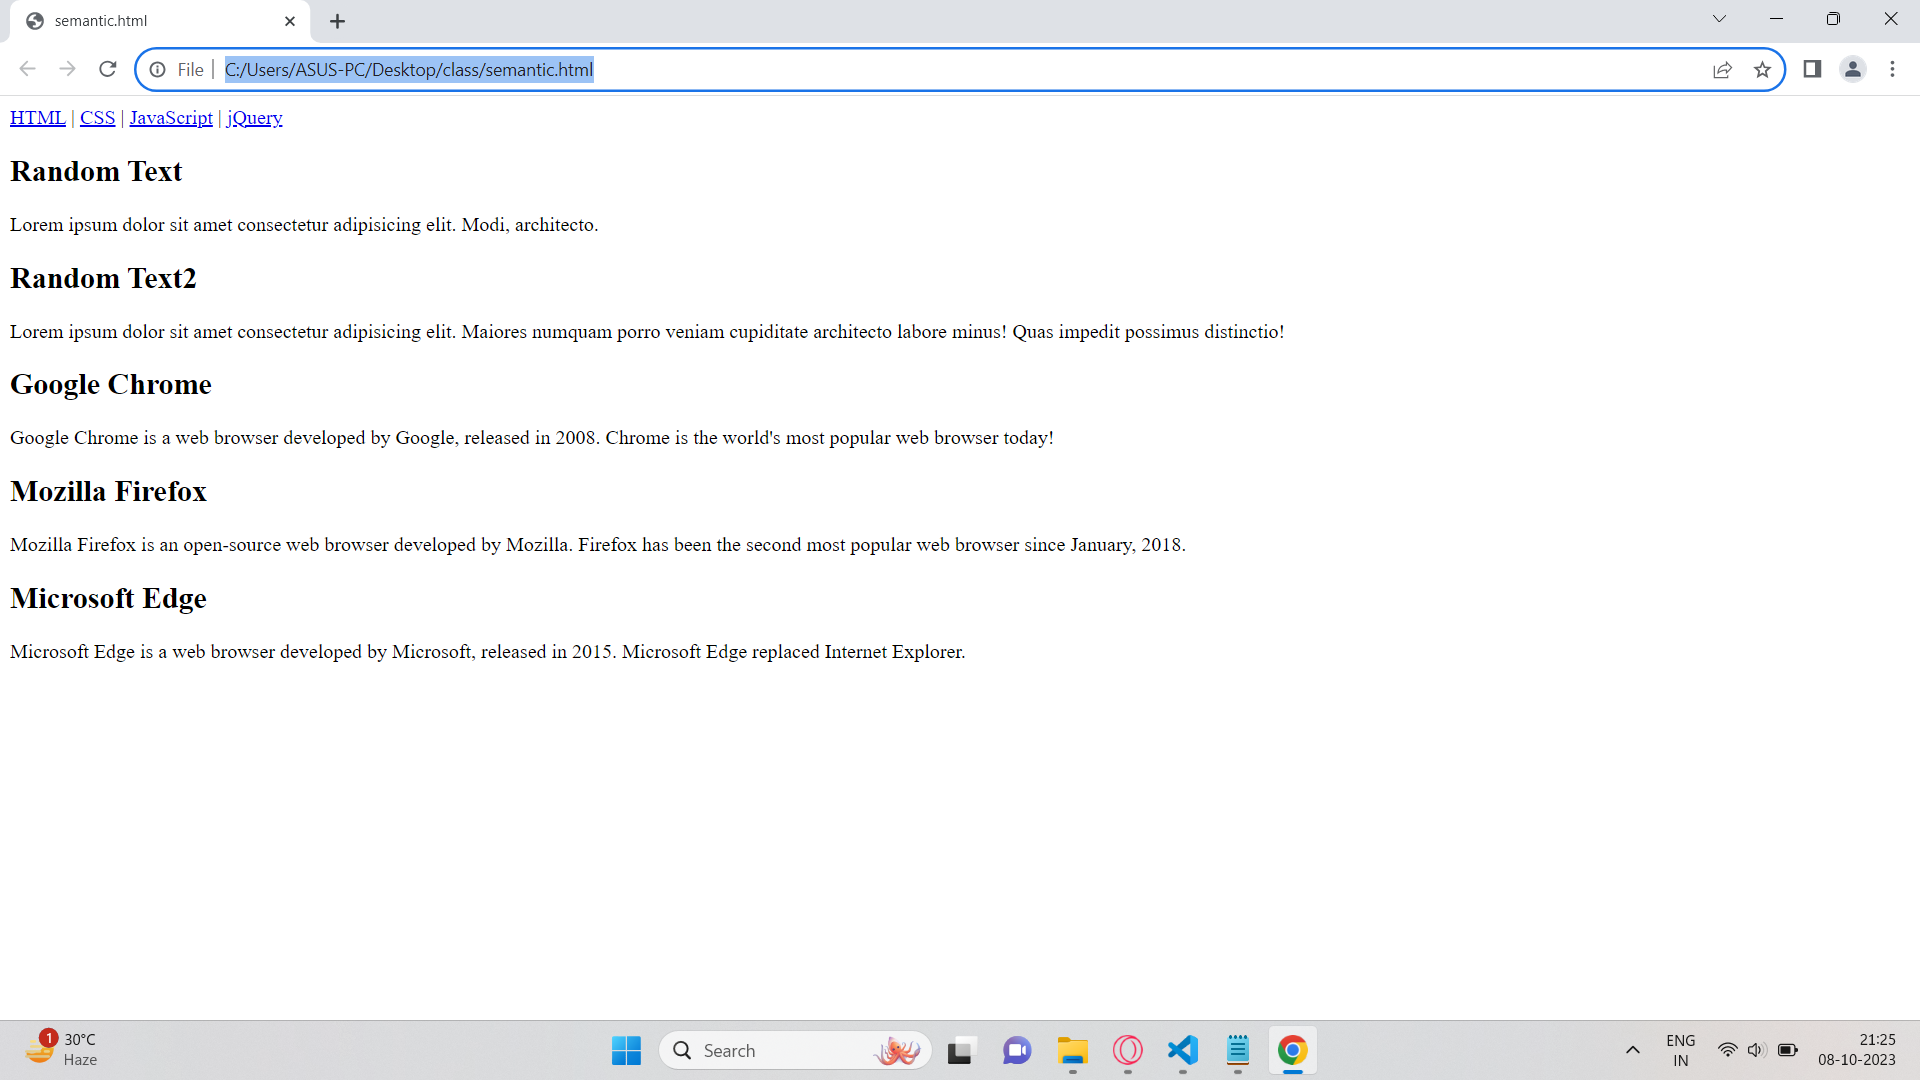 semantic.html
File | C:/Users/ASUS-PC/Desktop/class/semantic.html
HTML | CSS | JavaScript | jQuery
Random Text
Lorem ipsum dolor sit amet consectetur adipisicing elit. Modi, architecto.
Random Text2
Lorem ipsum dolor sit amet consectetur adipisicing elit. Maiores numquam porro veniam cupiditate architecto labore minus! Quas impedit possimus distinctio!
Google Chrome
Google Chrome is a web browser developed by Google, released in 2008. Chrome is the world's most popular web browser today!
Mozilla Firefox
Mozilla Firefox is an open-source web browser developed by Mozilla. Firefox has been the second most popular web browser since January, 2018.
Microsoft Edge
Microsoft Edge is a web browser developed by Microsoft, released in 2015. Microsoft Edge replaced Internet Explorer.
1
30°C
Haze
Search
ENG
IN
21:25
08-10-2023